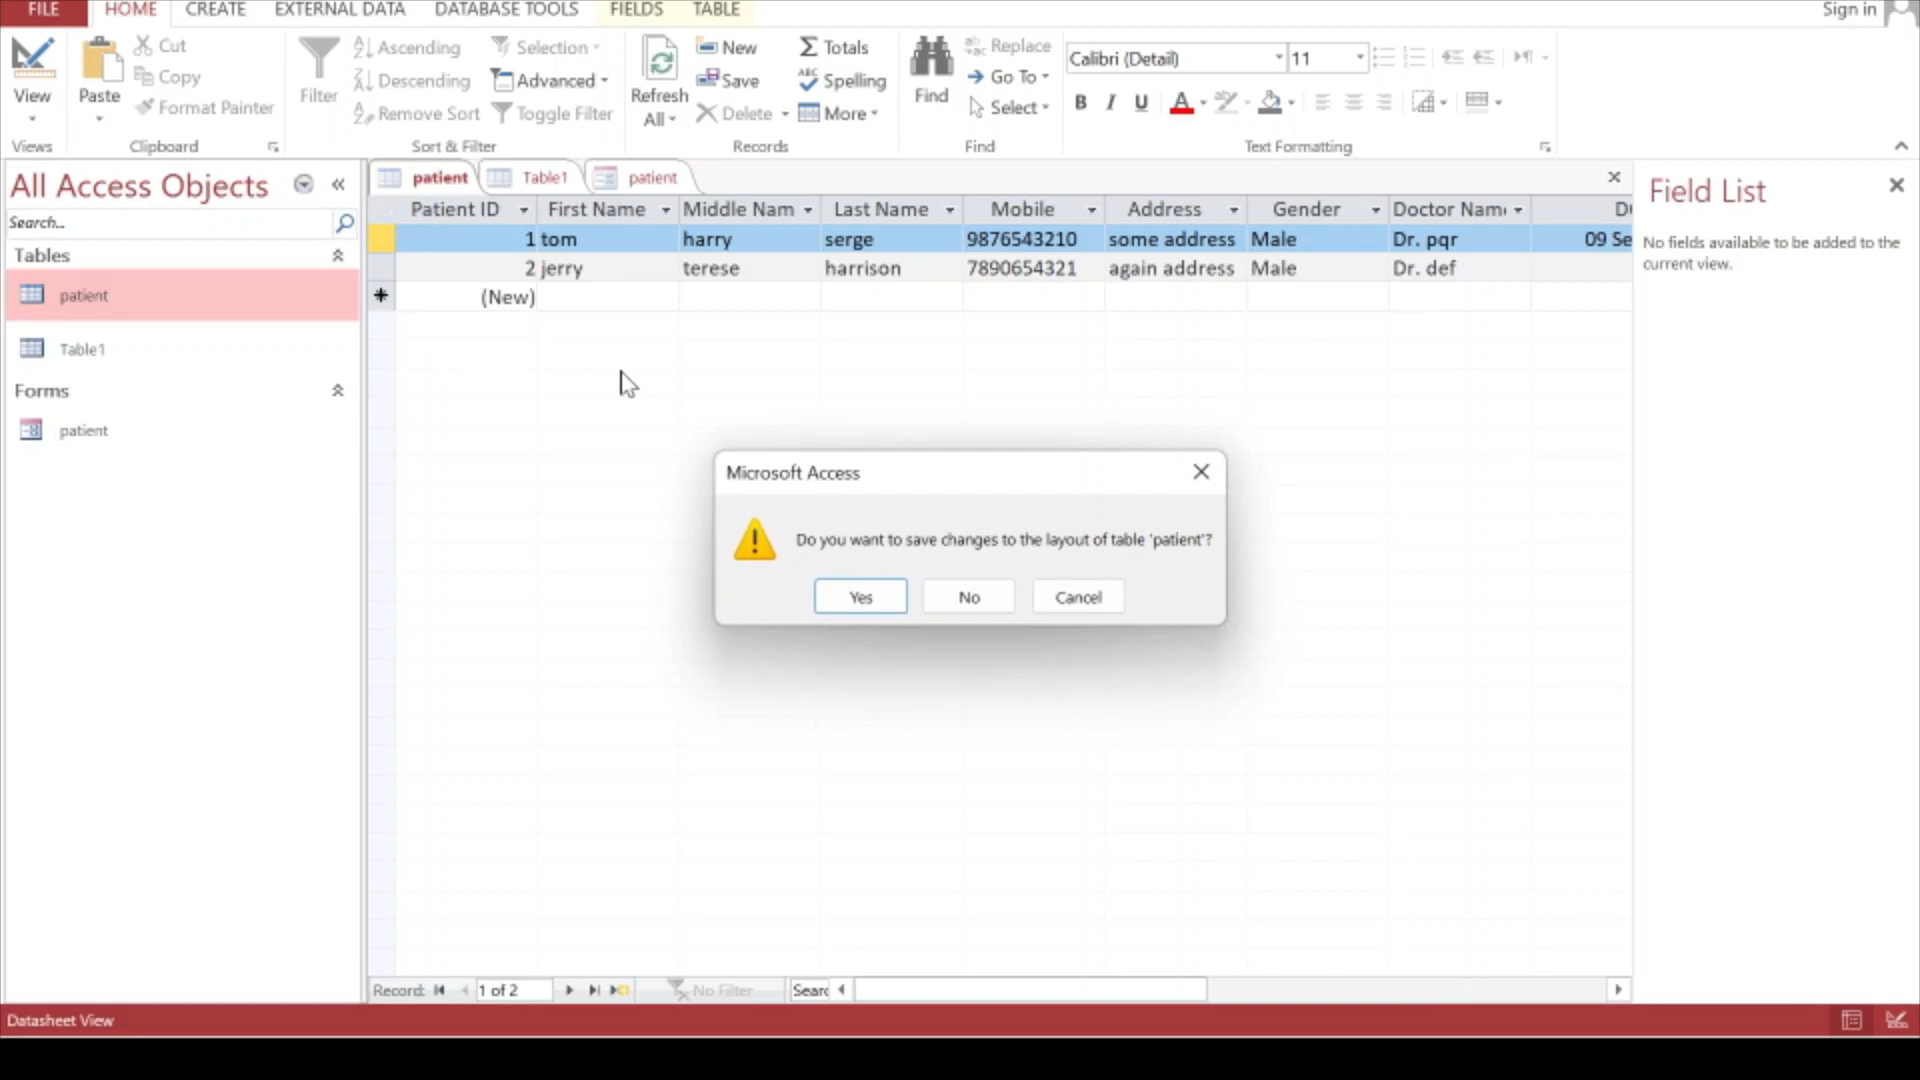 FILE HOME CREATE EXTERNAL DATA DATABASE TOOLS FIELDS TABLE Sign in
View Paste Cut Copy Format Painter Filter Ascending Descending Remove Sort Selection Advanced Toggle Filter Refresh All New Save Delete Totals Spelling More Find Replace Go To Select Calibri (Detail) 11 B I U A
Views Clipboard Sort & Filter Records Find Text Formatting
All Access Objects
Search...
Tables
patient
Table1
Forms
patient
patient Table1 patient
Patient ID First Name Middle Nam Last Name Mobile Address Gender Doctor Nam
1 tom harry serge 9876543210 some address Male Dr. pqr 09 Se
2 jerry terese harrison 7890654321 again address Male Dr. def
(New)
Field List
No fields available to be added to the
current view.
Microsoft Access
Do you want to save changes to the layout of table 'patient'?
Yes No Cancel
Record: 1 of 2 No Filter Searc
Datasheet View